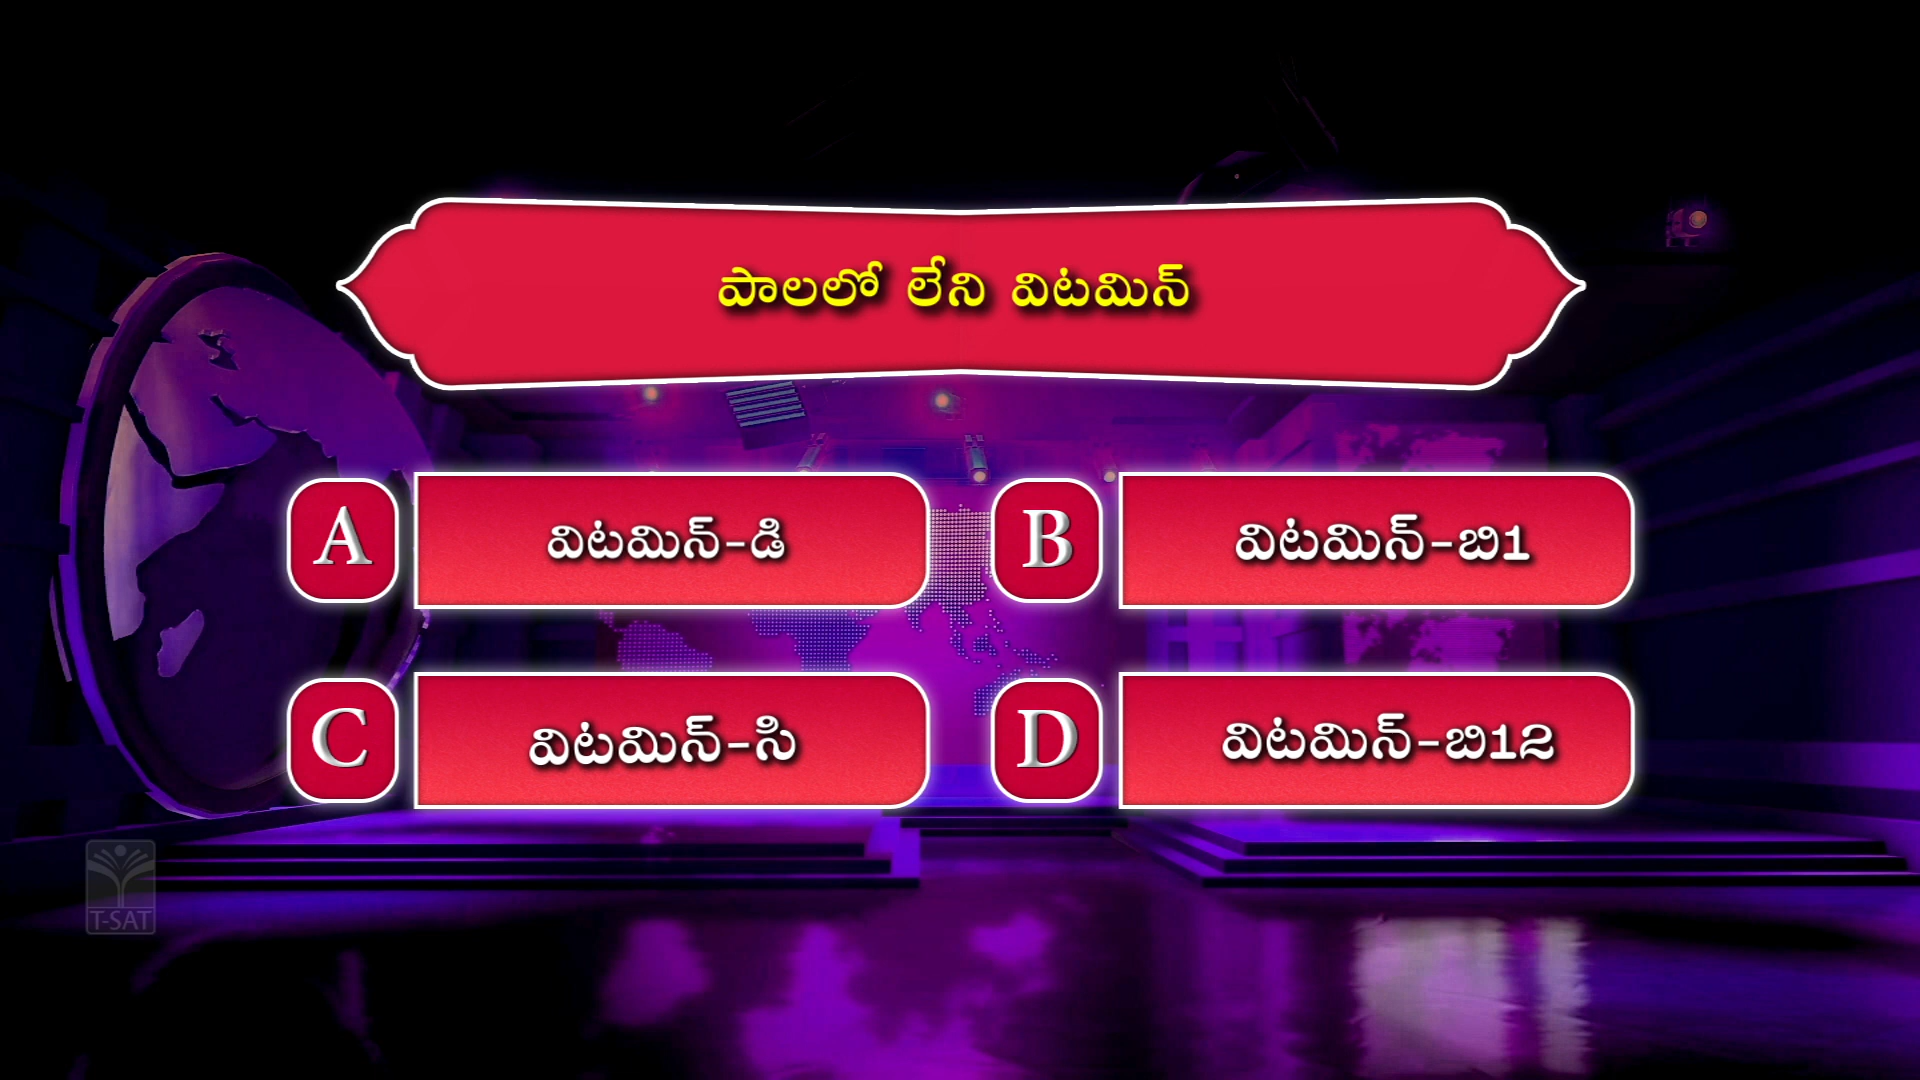 పాలలో లేని విటమిన్
A విటమిన్-డి
B విటమిన్-బి1
C విటమిన్-సి
D విటమిన్-బి12
T-SAT